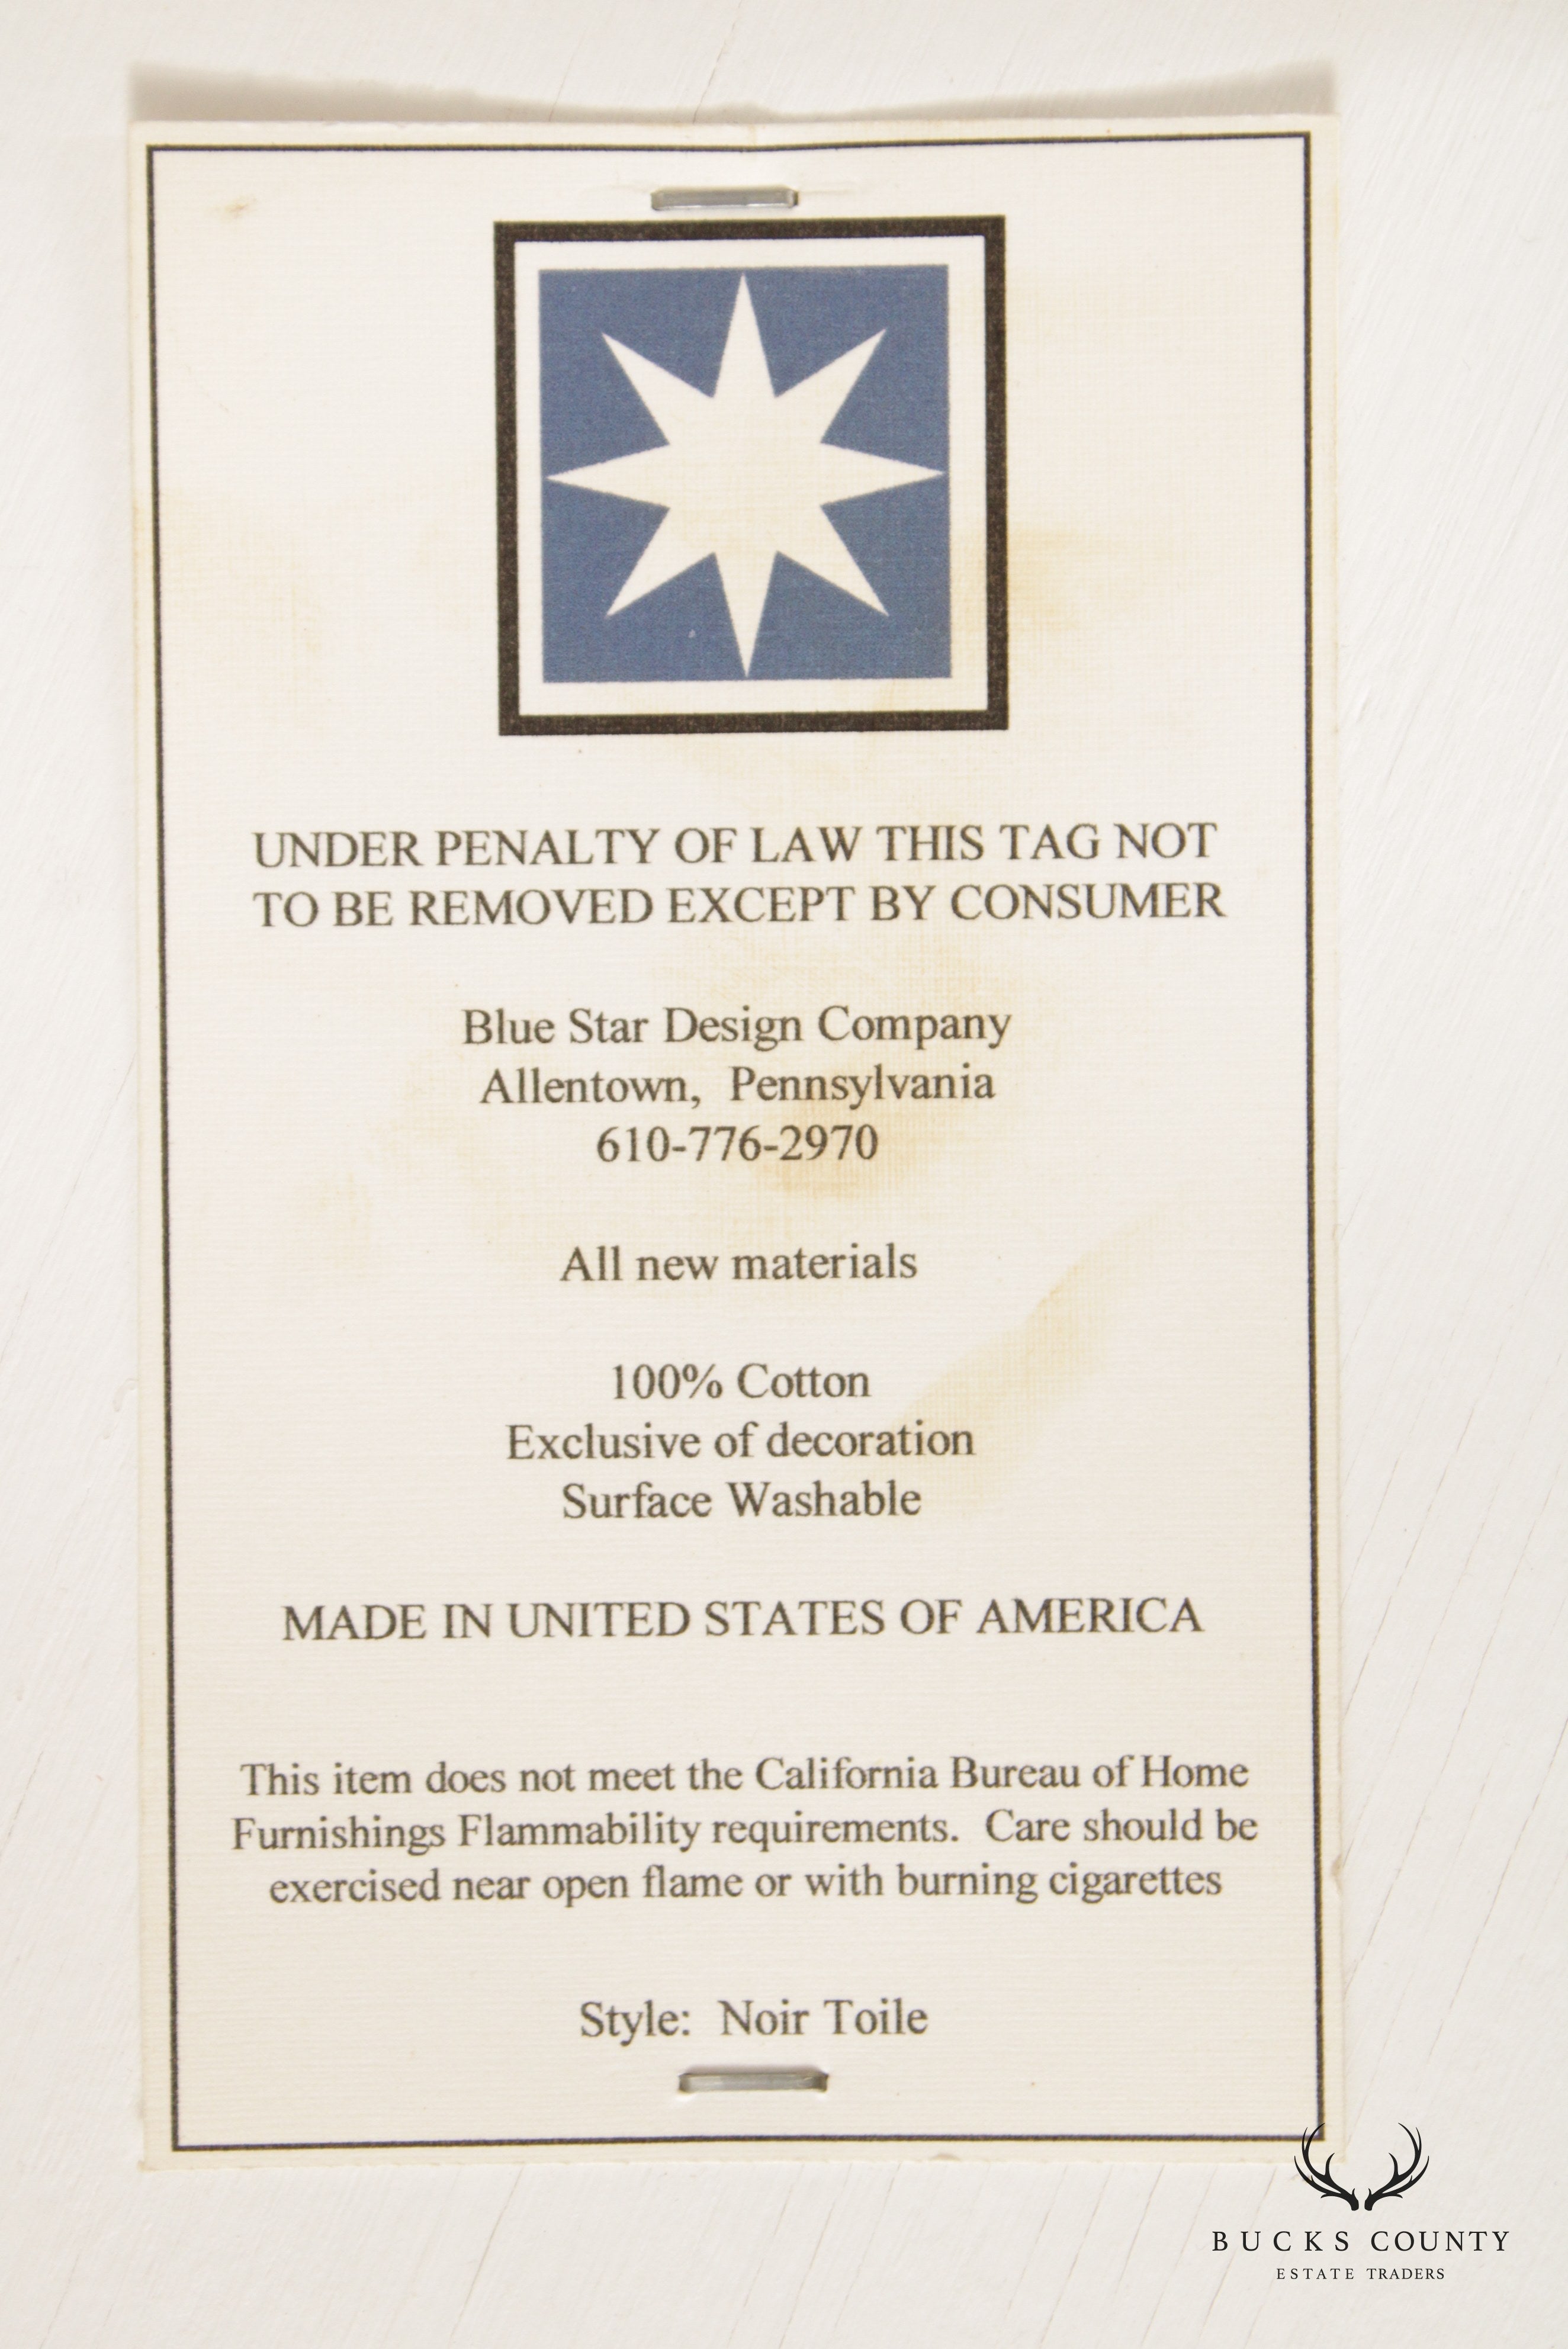 UNDER PENALTY OF LAW THIS TAG NOT
TO BE REMOVED EXCEPT BY CONSUMER
Blue Star Design Company
Allentown, Pennsylvania
610-776-2970
All new materials
100% Cotton
Exclusive of decoration
Surface Washable
MADE IN UNITED STATES OF AMERICA
This item does not meet the California Bureau of Home
Furnishings Flammability requirements. Care should be
exercised near open flame or with burning cigarettes
Style: Noir Toile
BUCKS COUNTY
ESTATE TRADERS